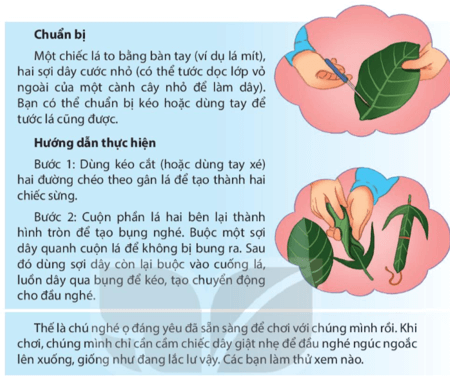 Chuẩn bị
Một chiếc lá to bằng bàn tay (ví dụ lá mít),
hai sợi dây cước nhỏ (có thể tước dọc lớp vỏ
ngoài của một cành cây nhỏ để làm dây).
Bạn có thể chuẩn bị kéo hoặc dùng tay để
tước lá cũng được.
Hướng dẫn thực hiện
Bước 1: Dùng kéo cắt (hoặc dùng tay xé)
hai đường chéo theo gân lá để tạo thành hai
chiếc sừng.
Bước 2: Cuộn phần lá hai bên lại thành
hình tròn để tạo bụng nghé. Buộc một sợi
dây quanh cuộn lá để không bị bung ra. Sau
đó dùng sợi dây còn lại buộc vào cuống lá,
luồn dây qua bụng để kéo, tạo chuyển động
cho đầu nghé.
Thế là chú nghé ọ đáng yêu đã sẵn sàng để chơi với chúng mình rồi. Khi
chơi, chúng mình chỉ cần cầm chiếc dây giật nhẹ để đầu nghé ngúc ngoắc
lên xuống, giống như đang lắc lư vậy. Các bạn làm thử xem nào.